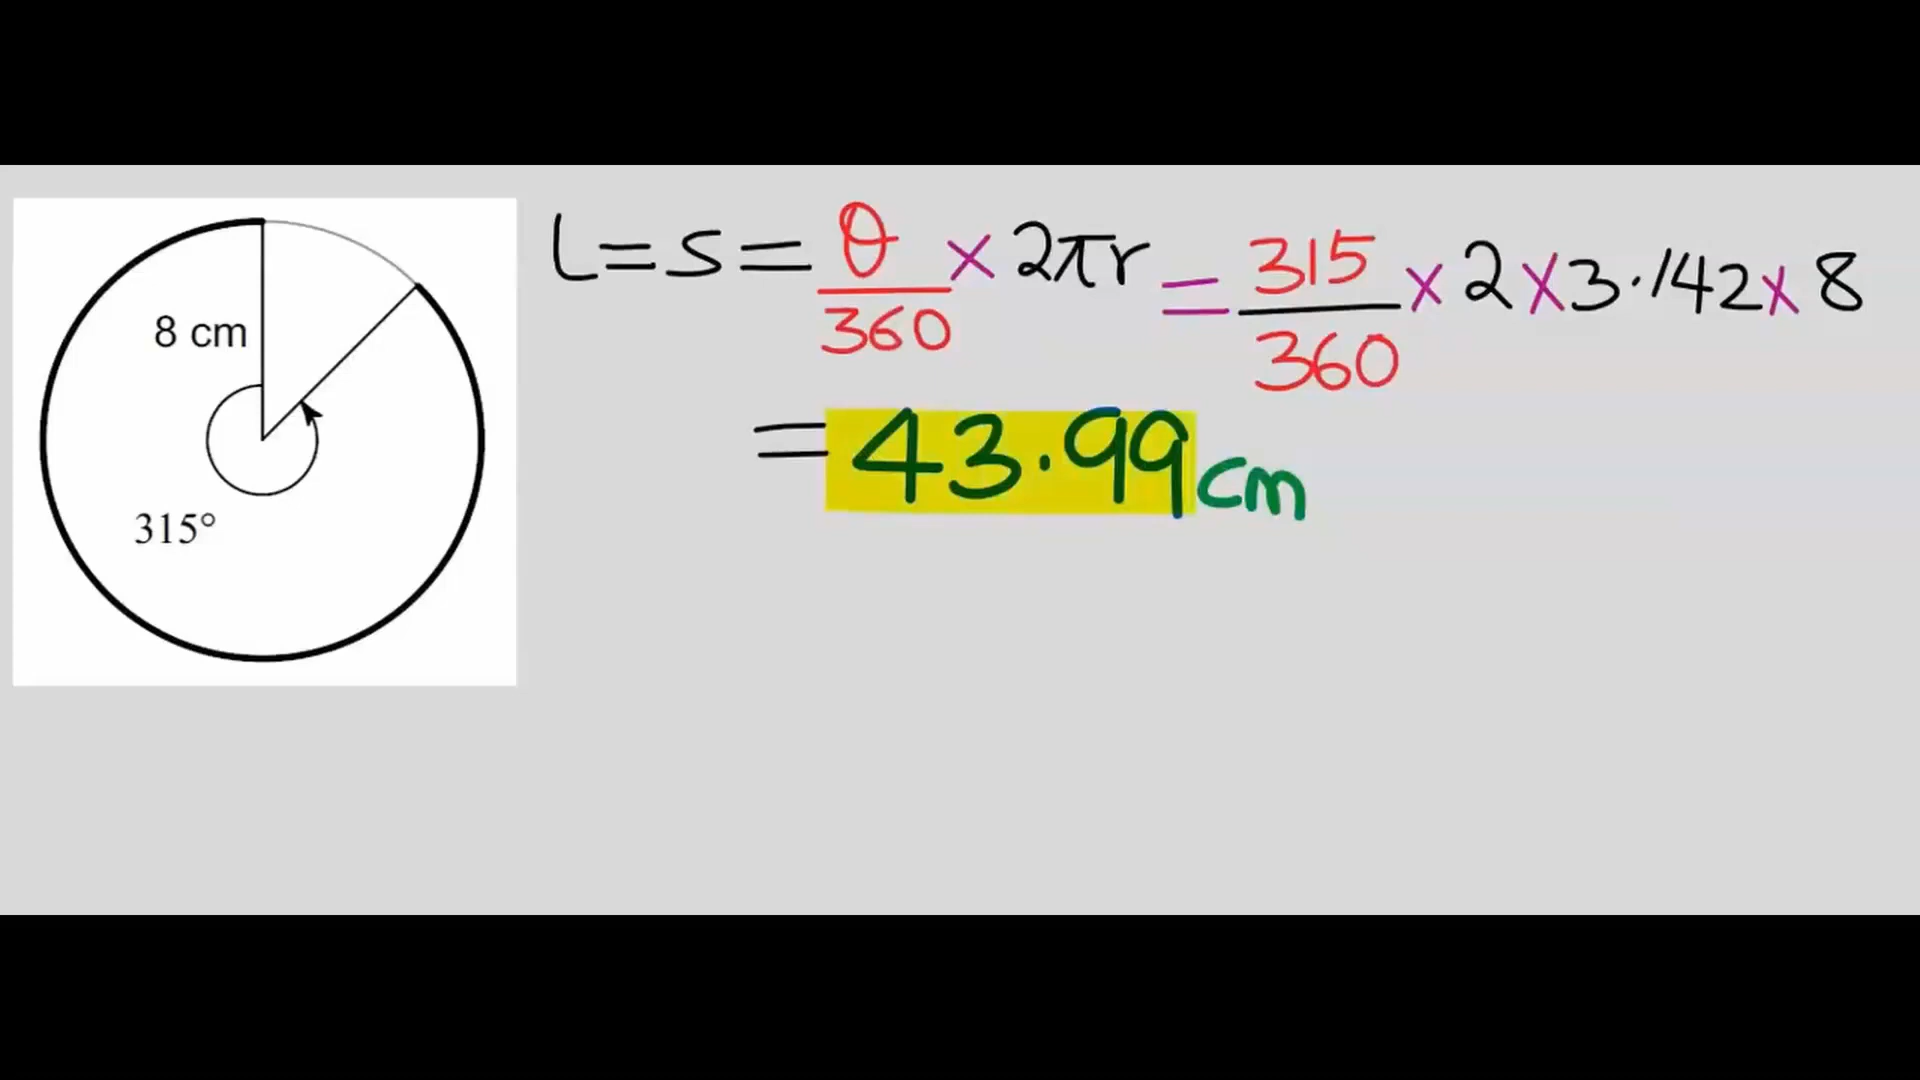 8 cm
315°
L = S = θ/360 × 2πr = 315/360 × 2 × 3.142 × 8
= 43.99 cm